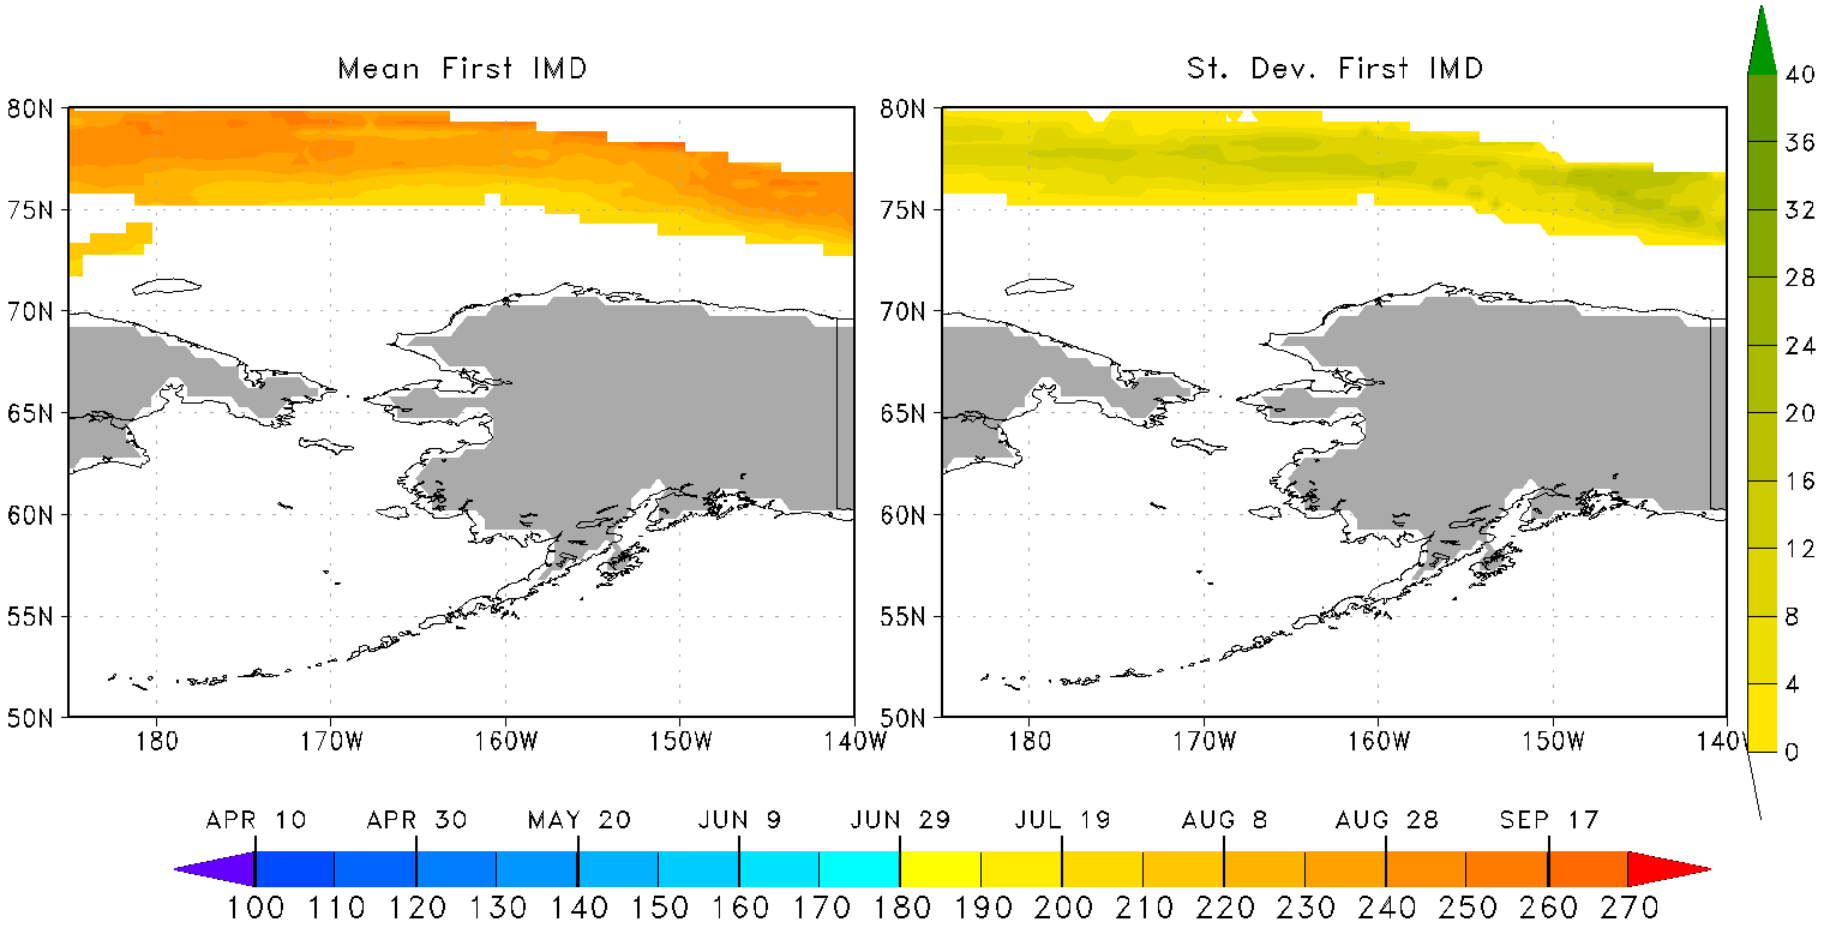 Mean First IMD
St. Dev. First IMD
80N
75N
70N
65N
60N
55N
50N
180
170W
160W
150W
140W
80N
75N
70N
65N
60N
55N
50N
180
170W
160W
150W
140
40
36
32
28
24
20
16
12
8
4
0
APR 10 APR 30 MAY 20 JUN 9 JUN 29 JUL 19 AUG 8 AUG 28 SEP 17
100 110 120 130 140 150 160 170 180 190 200 210 220 230 240 250 260 270